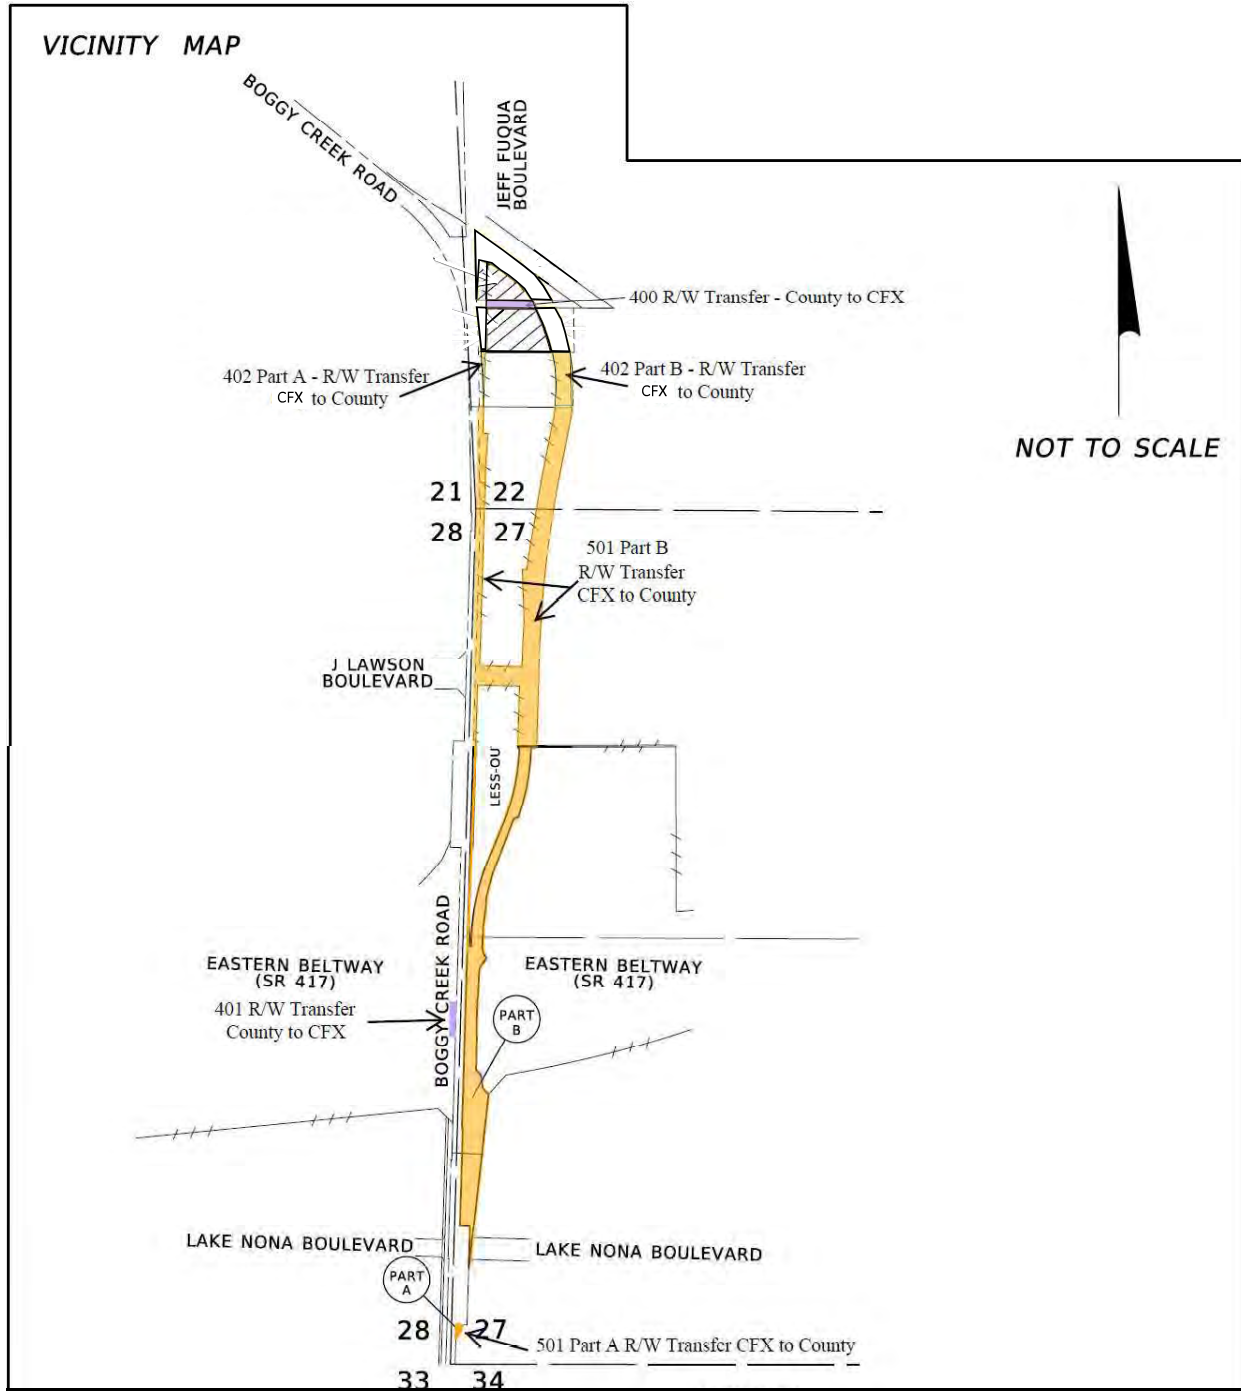 VICINITY MAP
BOGGY CREEK ROAD
JEFF FUQUA
BOULEVARD
400 R/W Transfer - County to CFX
402 Part A - R/W Transfer
CFX to County
402 Part B - R/W Transfer
CFX to County
NOT TO SCALE
21 22
28 27
501 Part B
R/W Transfer
CFX to County
J LAWSON
BOULEVARD
LESS-OU
BOGGY CREEK ROAD
EASTERN BELTWAY
(SR 417)
EASTERN BELTWAY
(SR 417)
401 R/W Transfer
County to CFX
PART
B
LAKE NONA BOULEVARD
LAKE NONA BOULEVARD
PART
A
28 27
501 Part A R/W Transfer CFX to County
33 34